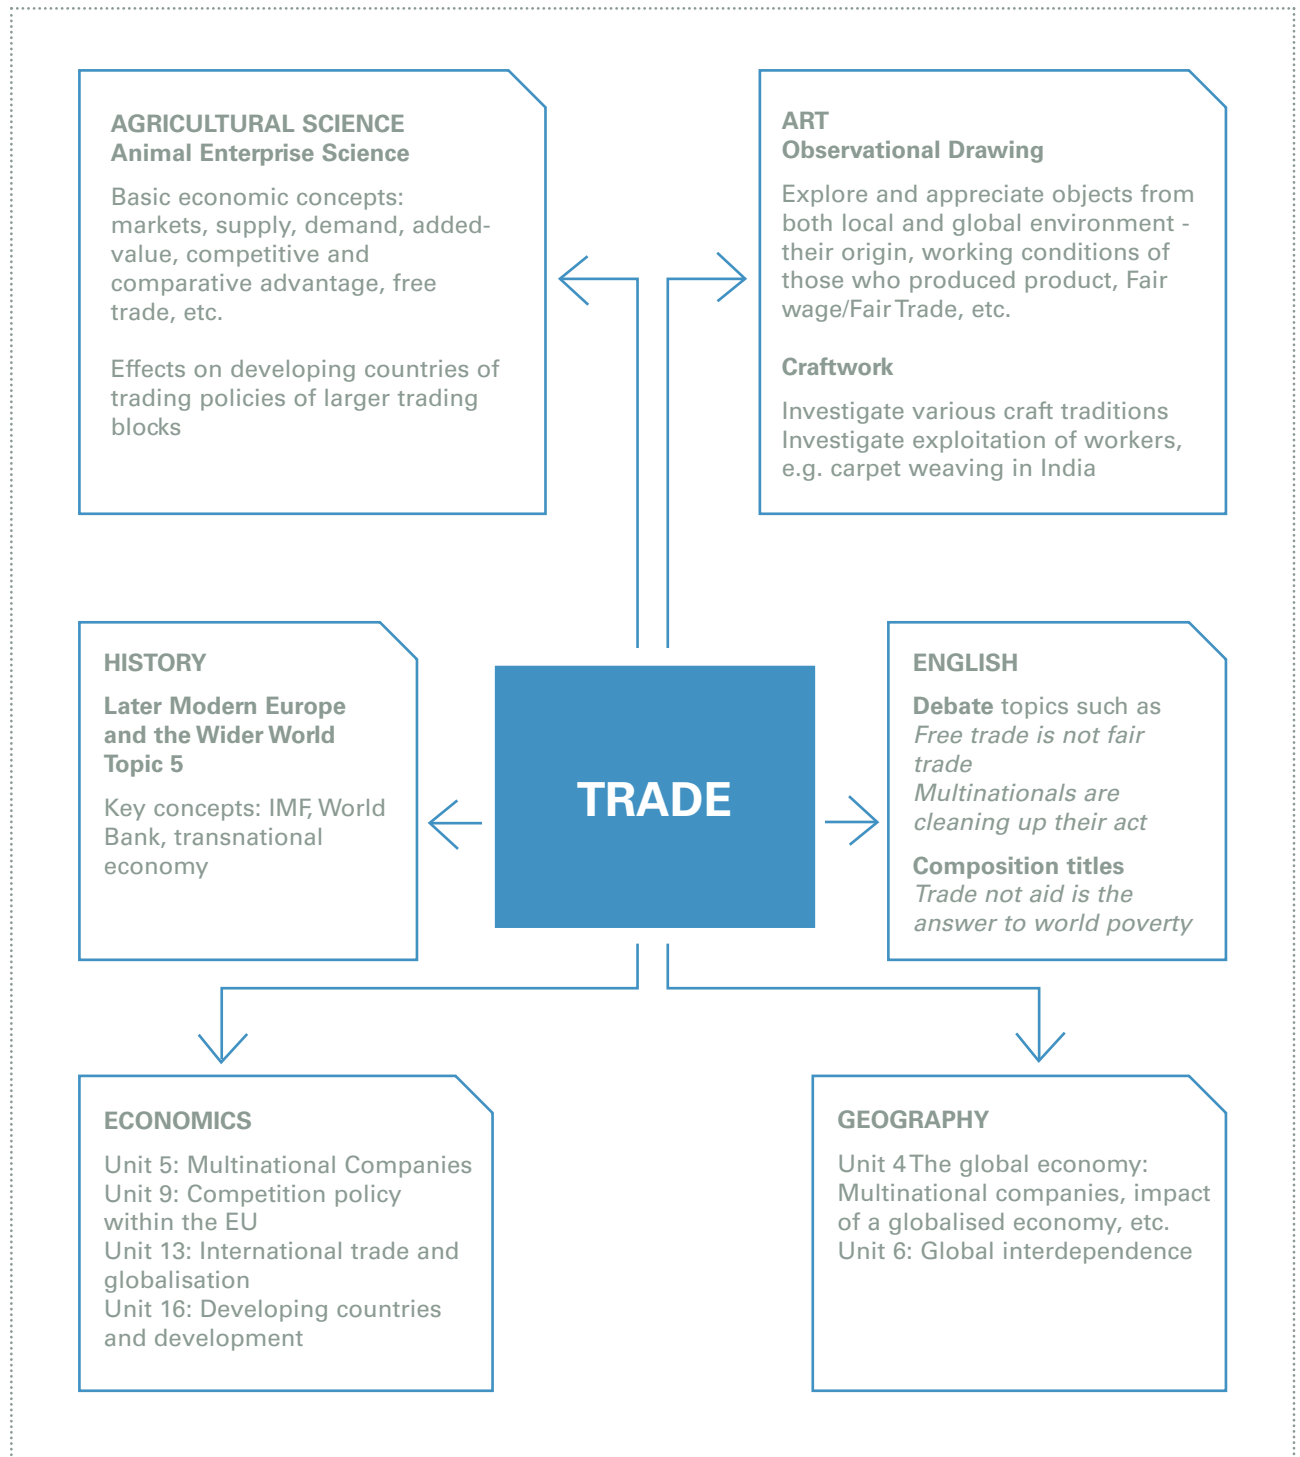 AGRICULTURAL SCIENCE
Animal Enterprise Science
Basic economic concepts:
markets, supply, demand, added-
value, competitive and
comparative advantage, free
trade, etc.
Effects on developing countries of
trading policies of larger trading
blocks
ART
Observational Drawing
Explore and appreciate objects from
both local and global environment -
their origin, working conditions of
those who produced product, Fair
wage/Fair Trade, etc.
Craftwork
Investigate various craft traditions
Investigate exploitation of workers,
e.g. carpet weaving in India
HISTORY
Later Modern Europe
and the Wider World
Topic 5
Key concepts: IMF, World
Bank, transnational
economy
TRADE
ENGLISH
Debate topics such as
Free trade is not fair
trade
Multinationals are
cleaning up their act
Composition titles
Trade not aid is the
answer to world poverty
ECONOMICS
Unit 5: Multinational Companies
Unit 9: Competition policy
within the EU
Unit 13: International trade and
globalisation
Unit 16: Developing countries
and development
GEOGRAPHY
Unit 4 The global economy:
Multinational companies, impact
of a globalised economy, etc.
Unit 6: Global interdependence